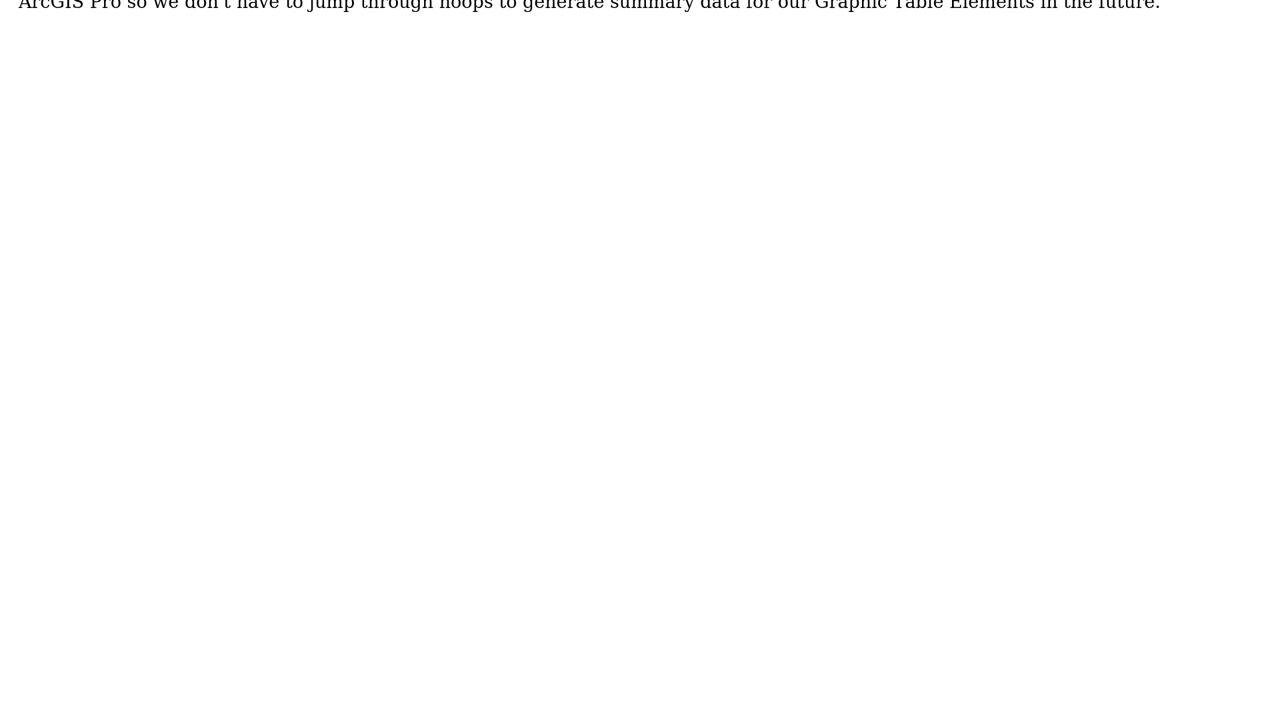 ArcGIS Pro so we don't have to jump through hoops to generate summary data for our Graphic Table Elements in the future.